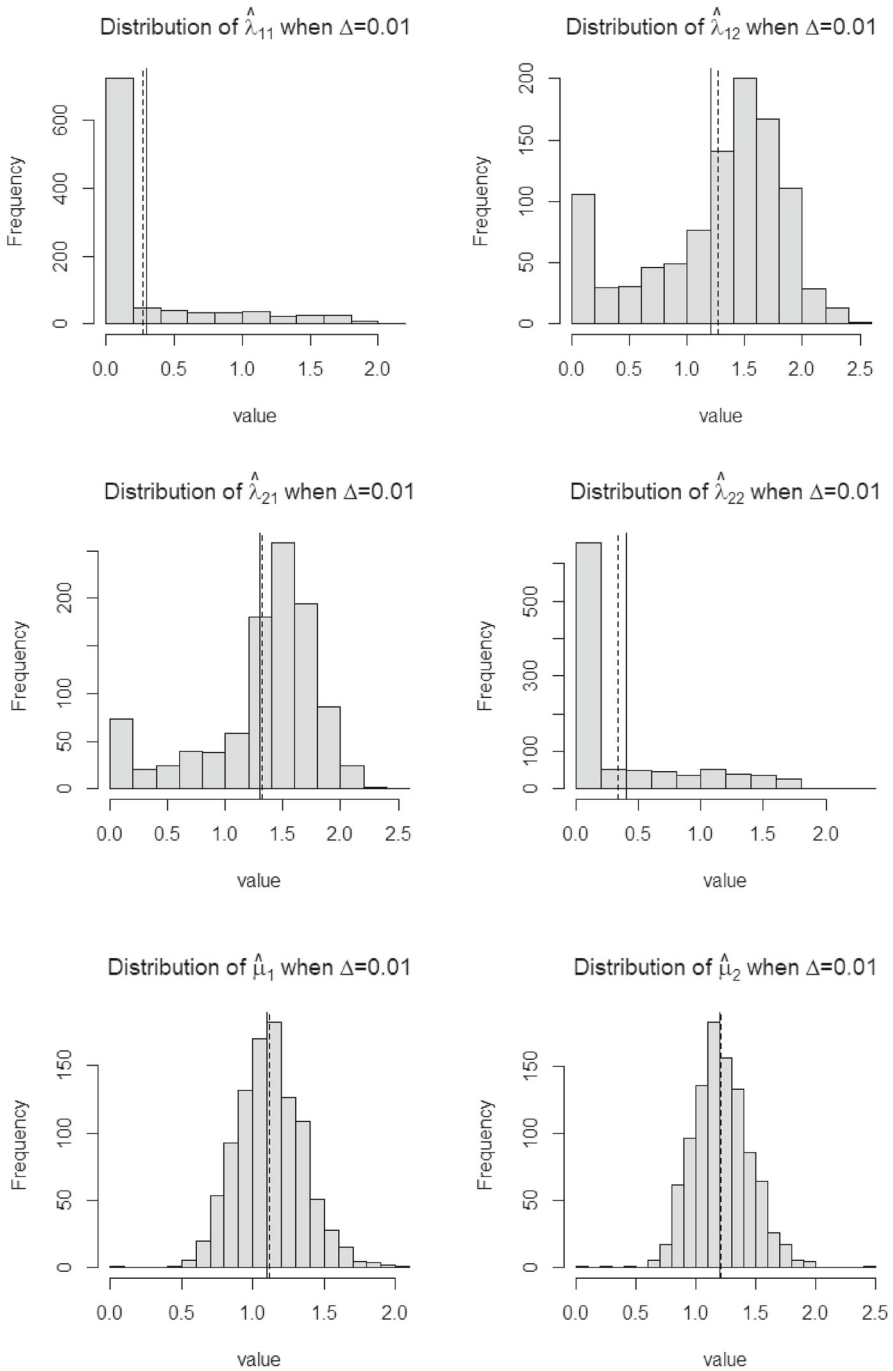 Distribution of λ̂₁₁ when Δ=0.01
Frequency
0 200 400 600
0.0 0.5 1.0 1.5 2.0
value
Distribution of λ̂₁₂ when Δ=0.01
Frequency
0 50 100 150 200
0.0 0.5 1.0 1.5 2.0 2.5
value
Distribution of λ̂₂₁ when Δ=0.01
Frequency
0 50 100 200
0.0 0.5 1.0 1.5 2.0 2.5
value
Distribution of λ̂₂₂ when Δ=0.01
Frequency
0 100 300 500
0.0 0.5 1.0 1.5 2.0
value
Distribution of μ̂₁ when Δ=0.01
Frequency
0 50 100 150
0.0 0.5 1.0 1.5 2.0
value
Distribution of μ̂₂ when Δ=0.01
Frequency
0 50 100 150
0.0 0.5 1.0 1.5 2.0 2.5
value